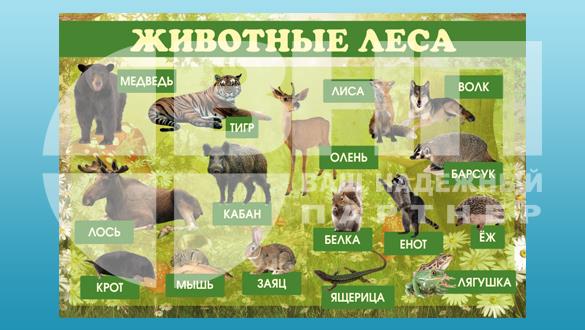 ЖИВОТНЫЕ ЛЕСА
МЕДВЕДЬ
ТИГР
ЛИСА
ВОЛК
ОЛЕНЬ
БАРСУК
КАБАН
ЛОСЬ
БЕЛКА
ЕНОТ
ЁЖ
КРОТ
МЫШЬ
ЗАЯЦ
ЯЩЕРИЦА
ЛЯГУШКА
ВАШ НАДЕЖНЫЙ
ПАРТНЕР